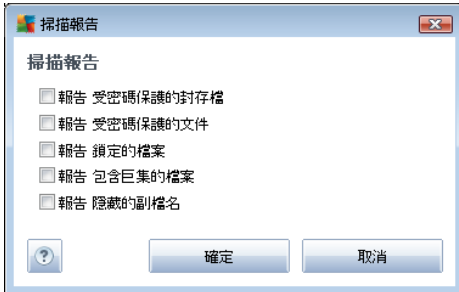 掃描報告
掃描報告
報告 受密碼保護的封存檔
報告 受密碼保護的文件
報告 鎖定的檔案
報告 包含巨集的檔案
報告 隱藏的副檔名
?
確定
取消